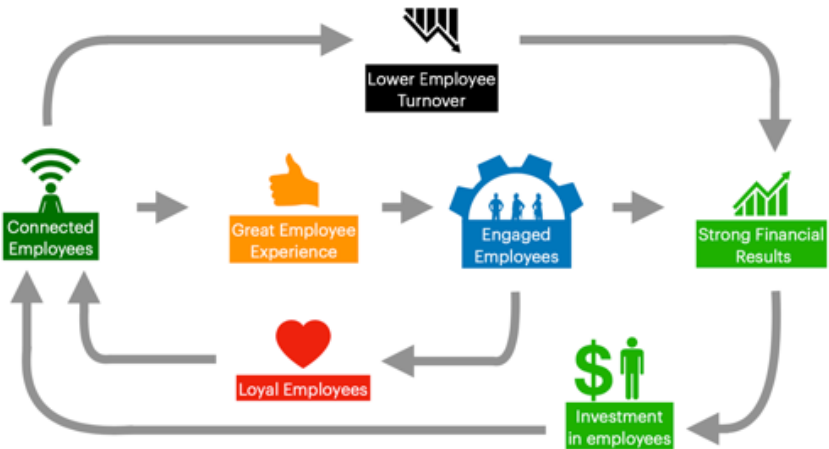 Lower Employee
Turnover
Connected
Employees
Great Employee
Experience
Engaged
Employees
Strong Financial
Results
Loyal Employees
$
Investment
in employees